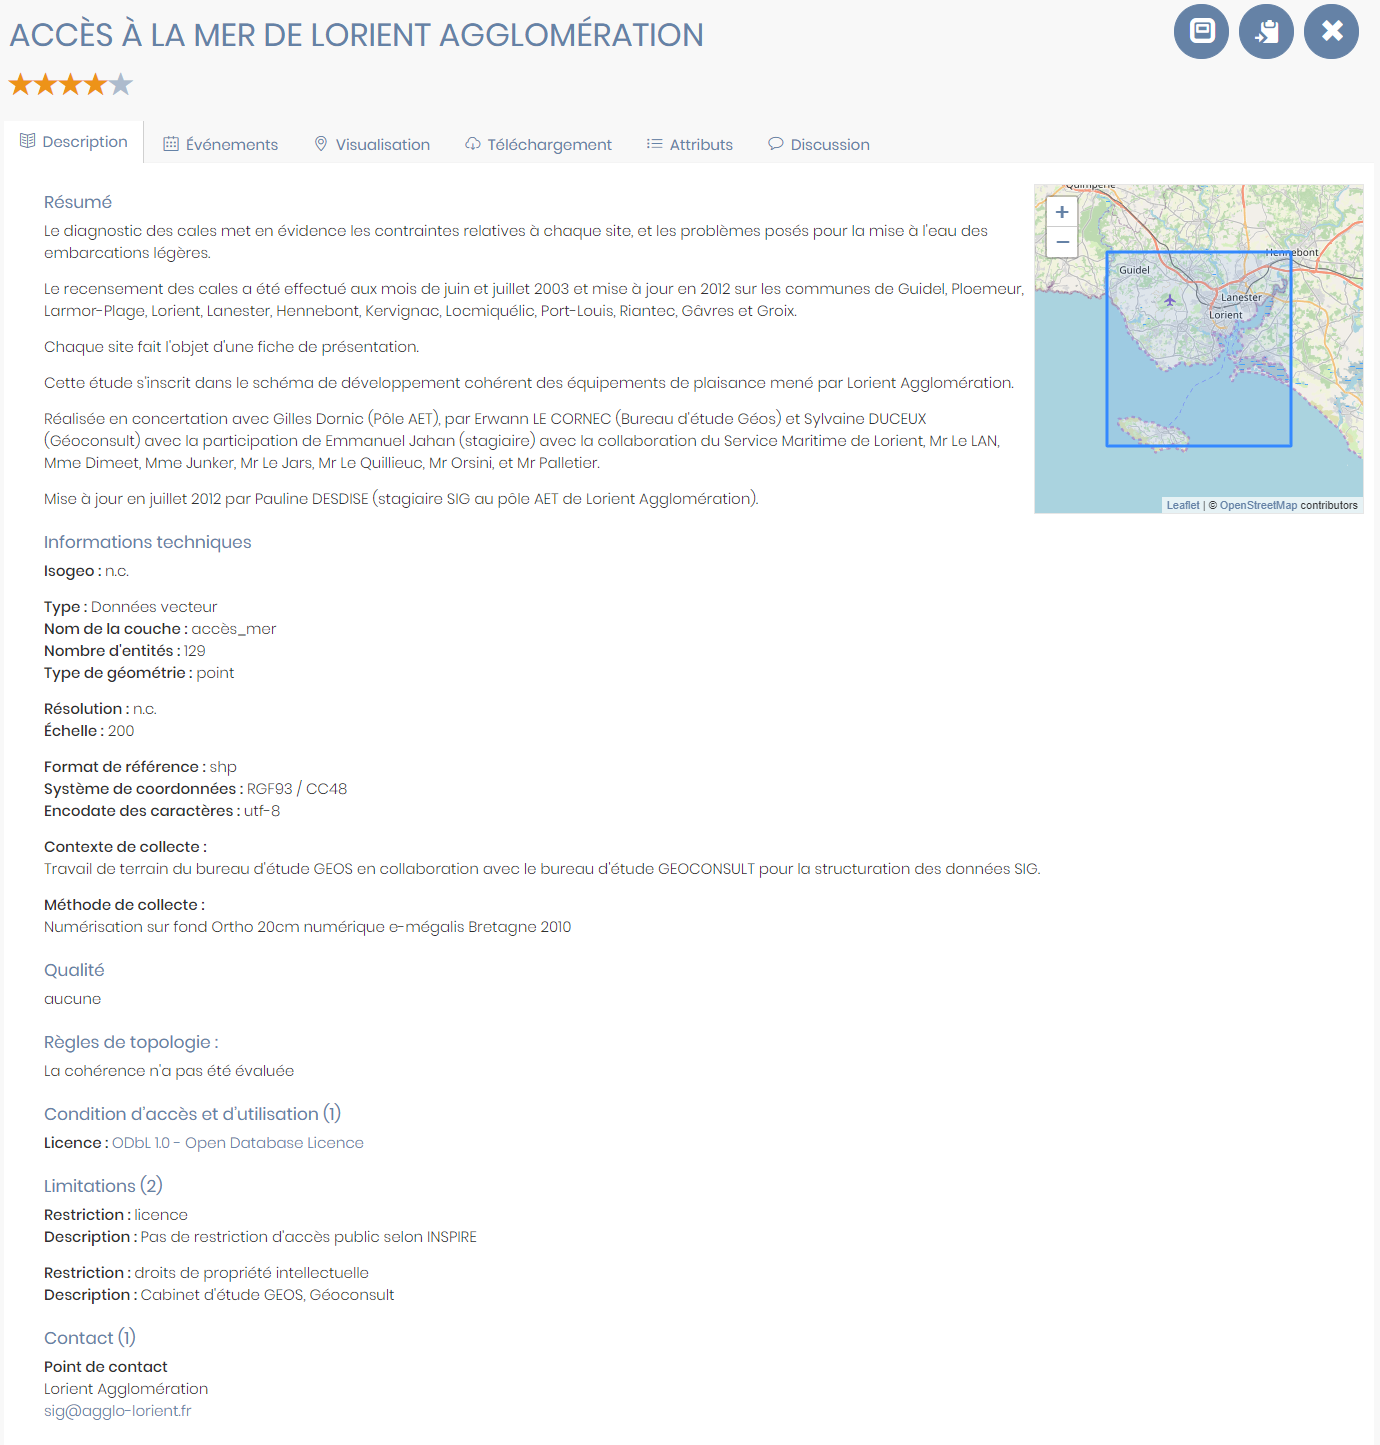 ACCÈS À LA MER DE LORIENT AGGLOMÉRATION
Description
Événements
Visualisation
Téléchargement
Attributs
Discussion
Résumé
Le diagnostic des cales met en évidence les contraintes relatives à chaque site, et les problèmes posés pour la mise à l'eau des
embarcations légères.
Le recensement des cales a été effectué aux mois de juin et juillet 2003 et mise à jour en 2012 sur les communes de Guidel, Ploemeur,
Larmor-Plage, Lorient, Lanester, Hennebont, Kervignac, Locmiquélic, Port-Louis, Riantec, Gâvres et Groix.
Chaque site fait l'objet d'une fiche de présentation.
Cette étude s'inscrit dans le schéma de développement cohérent des équipements de plaisance mené par Lorient Agglomération.
Réalisée en concertation avec Gilles Dornic (Pôle AET), par Erwann LE CORNEC (Bureau d'étude Géos) et Sylvaine DUCEUX
(Géoconsult) avec la participation de Emmanuel Jahan (stagiaire) avec la collaboration du Service Maritime de Lorient, Mr Le LAN,
Mme Dimeet, Mme Junker, Mr Le Jars, Mr Le Quillieuc, Mr Orsini, et Mr Palletier.
Mise à jour en juillet 2012 par Pauline DESDISE (stagiaire SIG au pôle AET de Lorient Agglomération).
Quimperlé
+
−
Hennebont
Guidel
Lanester
Lorient
Leaflet | © OpenStreetMap contributors
Informations techniques
Isogeo : n.c.
Type : Données vecteur
Nom de la couche : accès_mer
Nombre d'entités : 129
Type de géométrie : point
Résolution : n.c.
Échelle : 200
Format de référence : shp
Système de coordonnées : RGF93 / CC48
Encodate des caractères : utf-8
Contexte de collecte :
Travail de terrain du bureau d'étude GEOS en collaboration avec le bureau d'étude GEOCONSULT pour la structuration des données SIG.
Méthode de collecte :
Numérisation sur fond Ortho 20cm numérique e-mégalis Bretagne 2010
Qualité
aucune
Règles de topologie :
La cohérence n'a pas été évaluée
Condition d'accès et d'utilisation (1)
Licence : ODbL 1.0 - Open Database Licence
Limitations (2)
Restriction : licence
Description : Pas de restriction d'accès public selon INSPIRE
Restriction : droits de propriété intellectuelle
Description : Cabinet d'étude GEOS, Géoconsult
Contact (1)
Point de contact
Lorient Agglomération
sig@agglo-lorient.fr